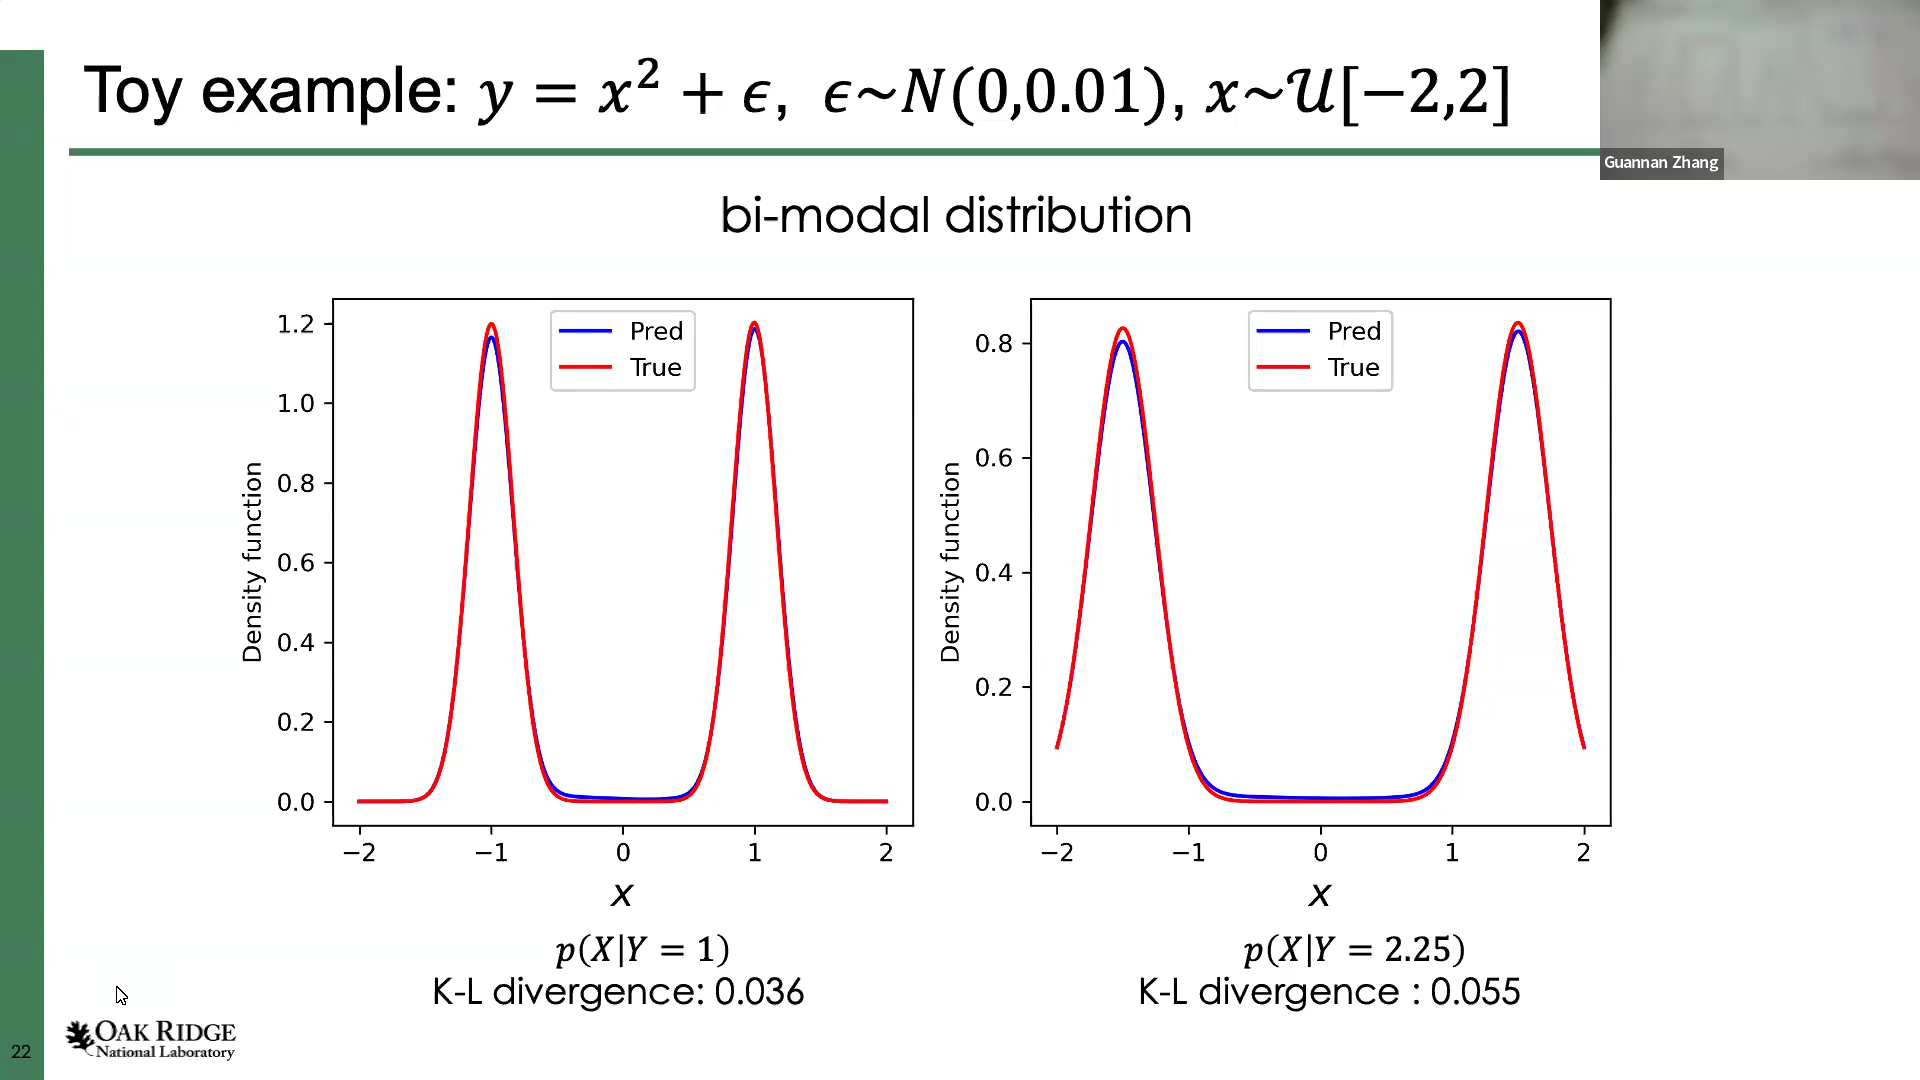 Toy example: y = x² + ϵ, ϵ~N(0,0.01), x~𝒰[−2,2]
Guannan Zhang
bi-modal distribution
Pred
True
1.2
1.0
0.8
0.6
0.4
0.2
0.0
Density function
−2 −1 0 1 2
x
p(X|Y = 1)
K-L divergence: 0.036
Pred
True
0.8
0.6
0.4
0.2
0.0
Density function
−2 −1 0 1 2
x
p(X|Y = 2.25)
K-L divergence : 0.055
22
OAK RIDGE
National Laboratory